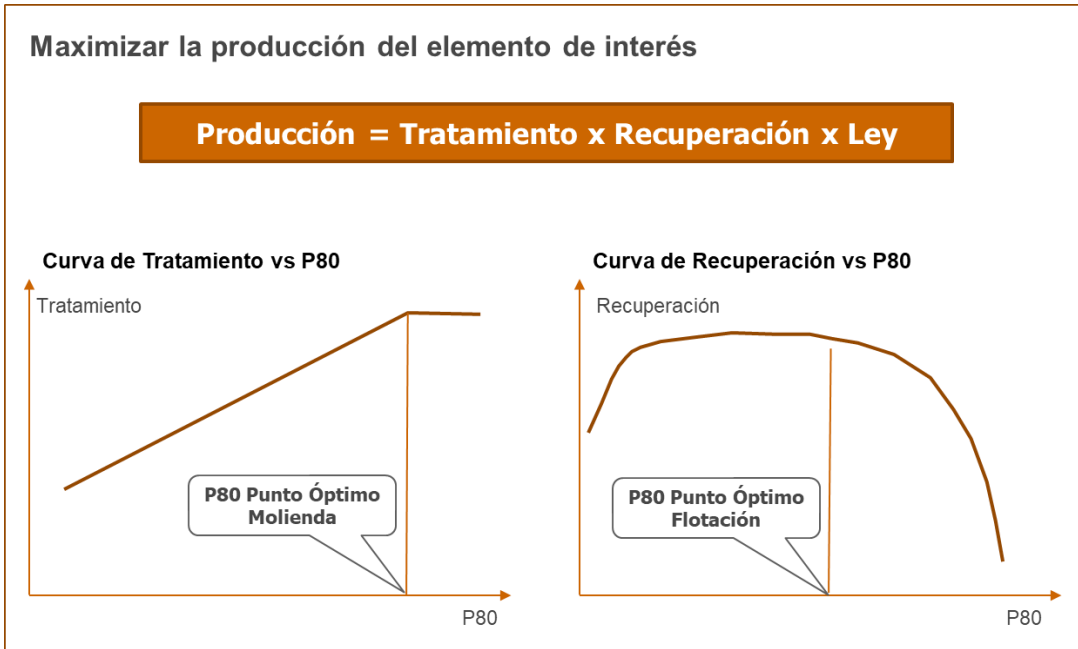 Maximizar la producción del elemento de interés
Producción = Tratamiento x Recuperación x Ley
Curva de Tratamiento vs P80
Tratamiento
P80 Punto Óptimo
Molienda
P80
Curva de Recuperación vs P80
Recuperación
P80 Punto Óptimo
Flotación
P80